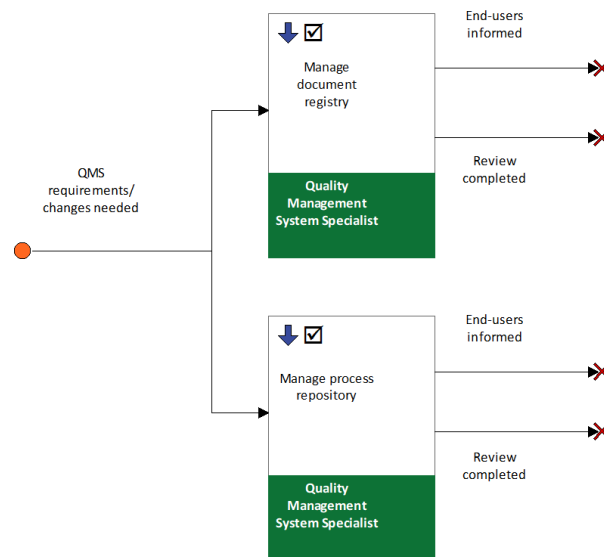 End-users
informed
Manage
document
registry
QMS
requirements/
changes needed
Review
completed
Quality
Management
System Specialist
End-users
informed
Manage process
repository
Review
completed
Quality
Management
System Specialist